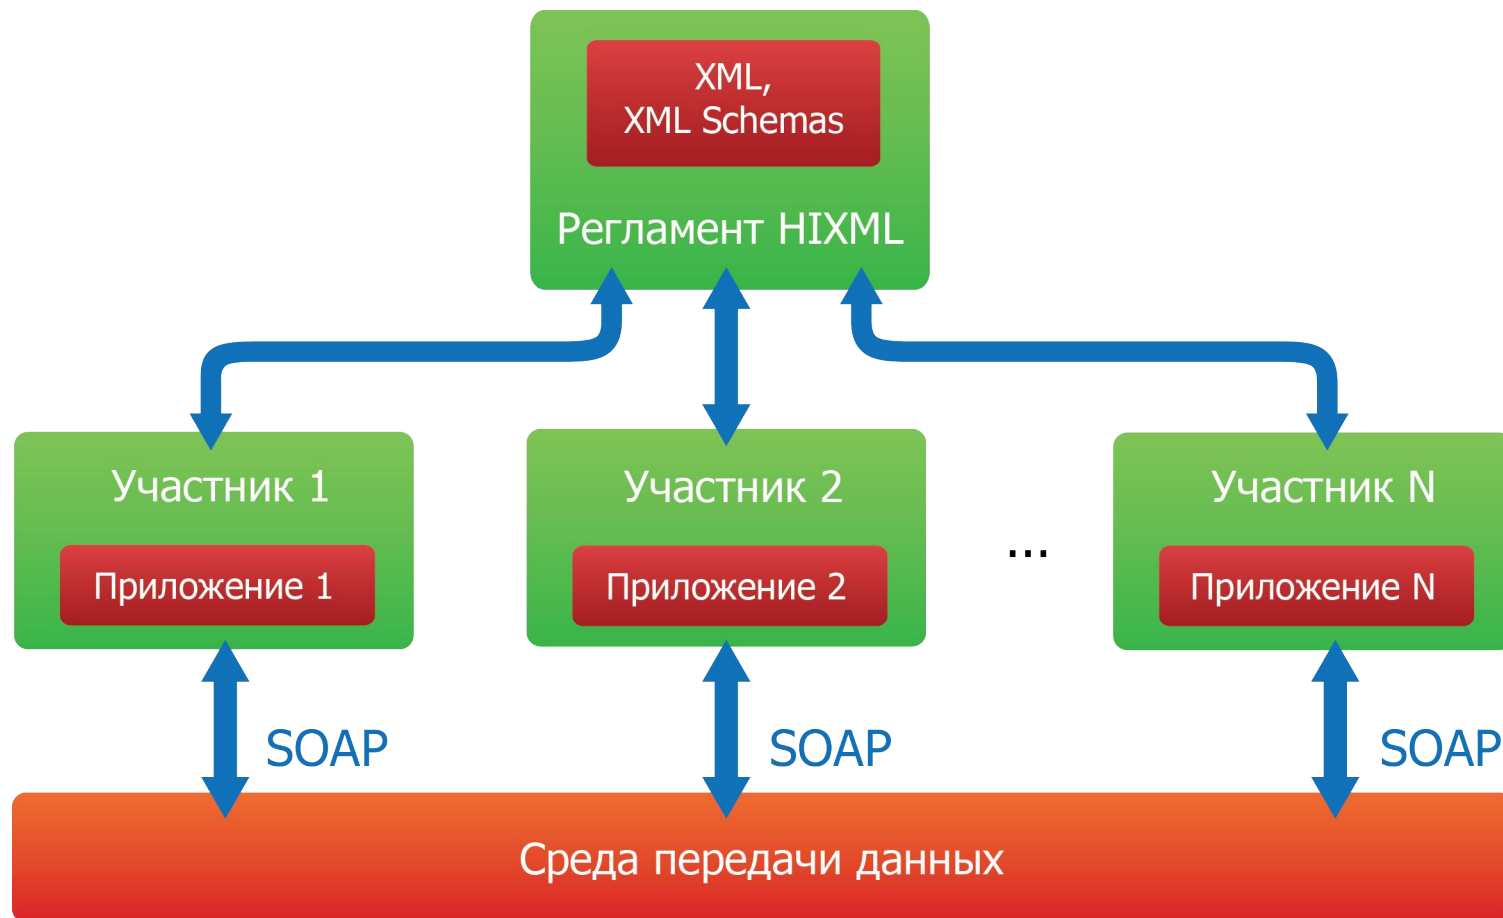 XML,
XML Schemas
Регламент HIXML
Участник 1
Приложение 1
Участник 2
Приложение 2
...
Участник N
Приложение N
SOAP
SOAP
SOAP
Среда передачи данных